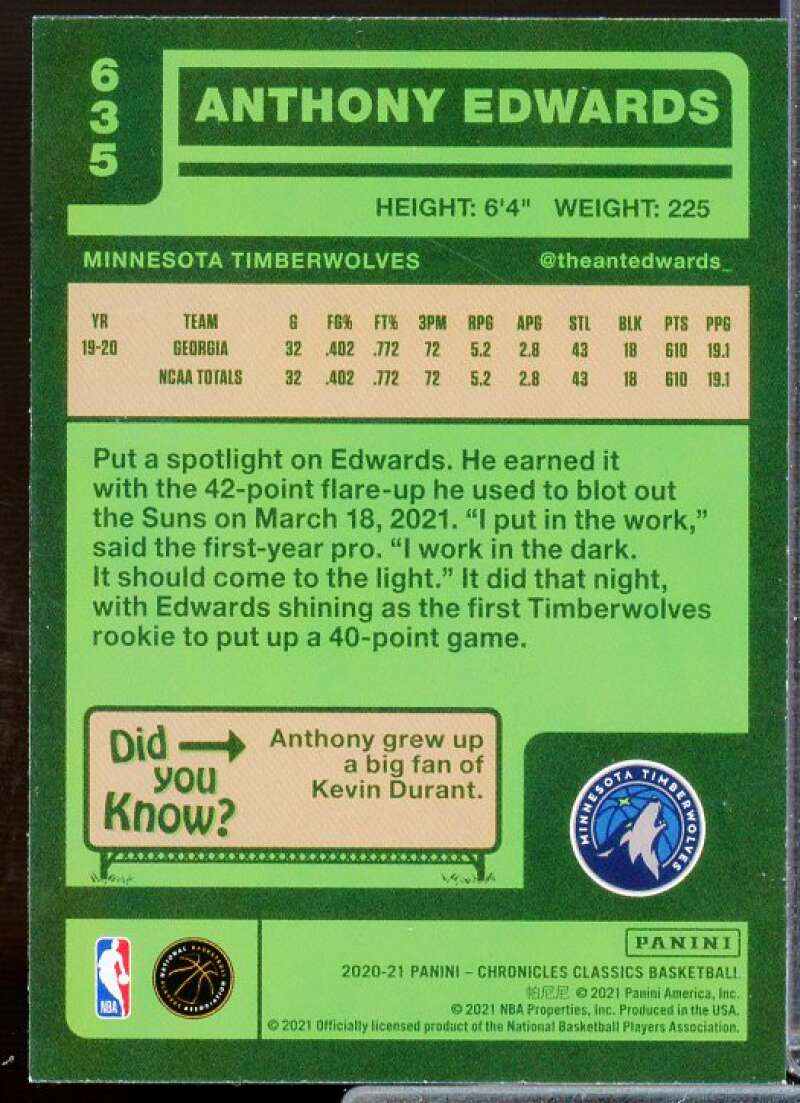 635
ANTHONY EDWARDS
HEIGHT: 6'4" WEIGHT: 225
MINNESOTA TIMBERWOLVES @theantedwards_
YR TEAM G FG% FT% 3PM RPG APG STL BLK PTS PPG
19-20 GEORGIA 32 .402 .772 72 5.2 2.8 43 18 610 19.1
NCAA TOTALS 32 .402 .772 72 5.2 2.8 43 18 610 19.1
Put a spotlight on Edwards. He earned it
with the 42-point flare-up he used to blot out
the Suns on March 18, 2021. “I put in the work,”
said the first-year pro. “I work in the dark.
It should come to the light.” It did that night,
with Edwards shining as the first Timberwolves
rookie to put up a 40-point game.
Did
you
Know?
Anthony grew up
a big fan of
Kevin Durant.
MINNESOTA TIMBERWOLVES
NBA
NATIONAL BASKETBALL
PLAYERS ASSOCIATION
PANINI
2020-21 PANINI – CHRONICLES CLASSICS BASKETBALL
帕尼尼 © 2021 Panini America, Inc.
© 2021 NBA Properties, Inc. Produced in the USA.
© 2021 Officially licensed product of the National Basketball Players Association.